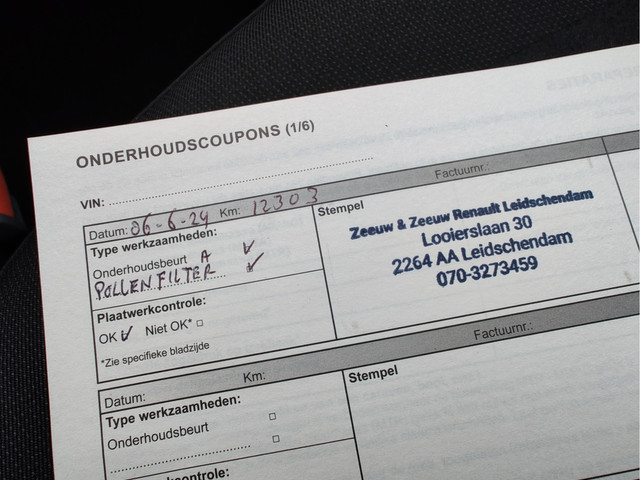 ONDERHOUDSCOUPONS (1/6)
VIN:
Datum: 06-6-24 Km: 12303 Factuurnr.:
Type werkzaamheden:
Onderhoudsbeurt A ✓
POLLENFILTER ✓
Plaatwerkcontrole:
OK ✓ Niet OK* □
*Zie specifieke bladzijde
Stempel
Zeeuw & Zeeuw Renault Leidschendam
Looierslaan 30
2264 AA Leidschendam
070-3273459
Datum: Km: Factuurnr.:
Type werkzaamheden:
Onderhoudsbeurt □
□
Stempel